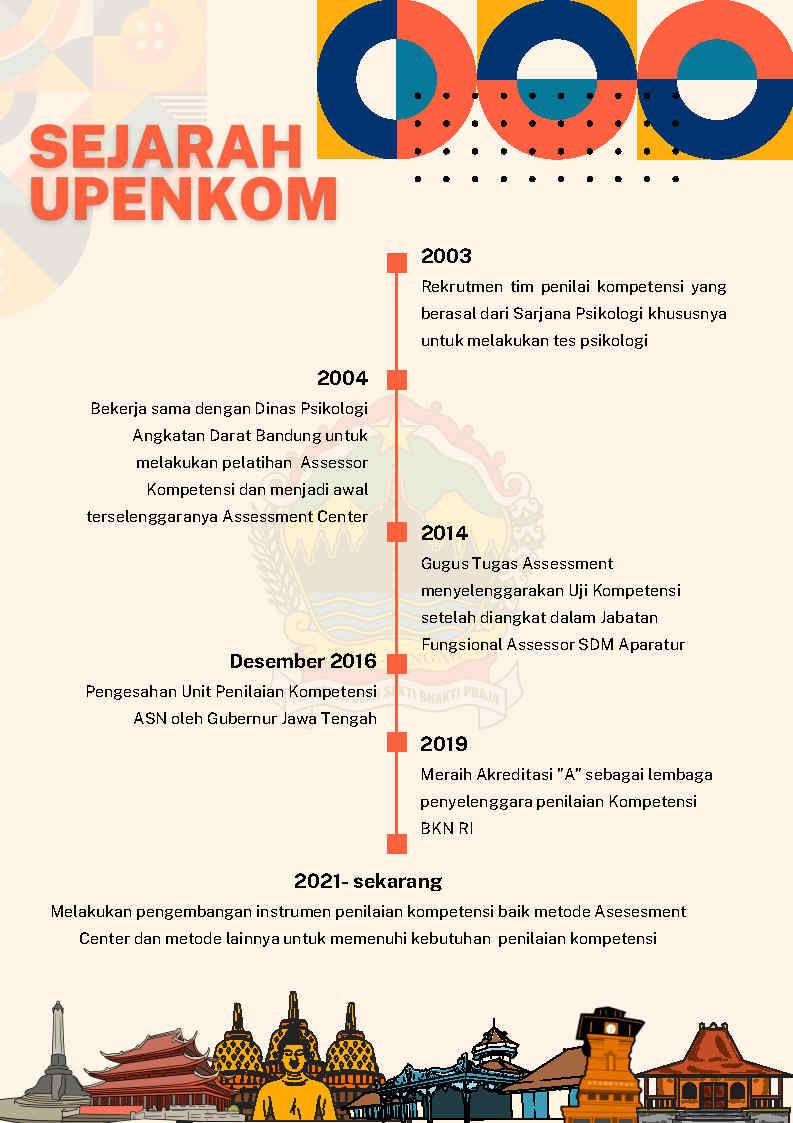 SEJARAH
UPENKOM
2003
Rekrutmen tim penilai kompetensi yang
berasal dari Sarjana Psikologi khususnya
untuk melakukan tes psikologi
2004
Bekerja sama dengan Dinas Psikologi
Angkatan Darat Bandung untuk
melakukan pelatihan Assessor
Kompetensi dan menjadi awal
terselenggaranya Assessment Center
2014
Gugus Tugas Assessment
menyelenggarakan Uji Kompetensi
setelah diangkat dalam Jabatan
Fungsional Assessor SDM Aparatur
Desember 2016
Pengesahan Unit Penilaian Kompetensi
ASN oleh Gubernur Jawa Tengah
SAKTI BHAKTI PRAJA
2019
Meraih Akreditasi "A" sebagai lembaga
penyelenggara penilaian Kompetensi
BKN RI
2021- sekarang
Melakukan pengembangan instrumen penilaian kompetensi baik metode Asesesment
Center dan metode lainnya untuk memenuhi kebutuhan penilaian kompetensi